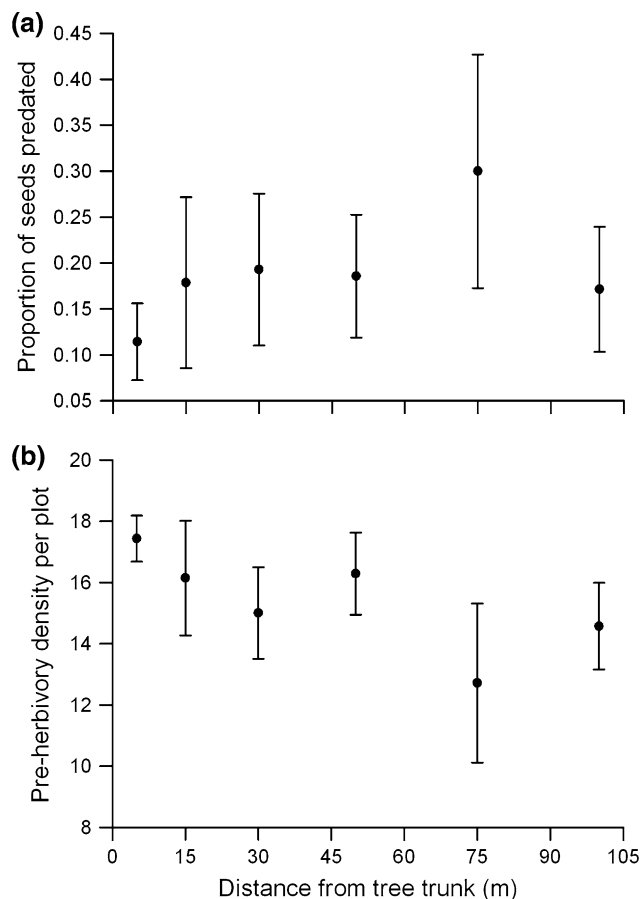 (a)
Proportion of seeds predated
0.45
0.40
0.35
0.30
0.25
0.20
0.15
0.10
0.05
(b)
Pre-herbivory density per plot
20
18
16
14
12
10
8
0 15 30 45 60 75 90 105
Distance from tree trunk (m)